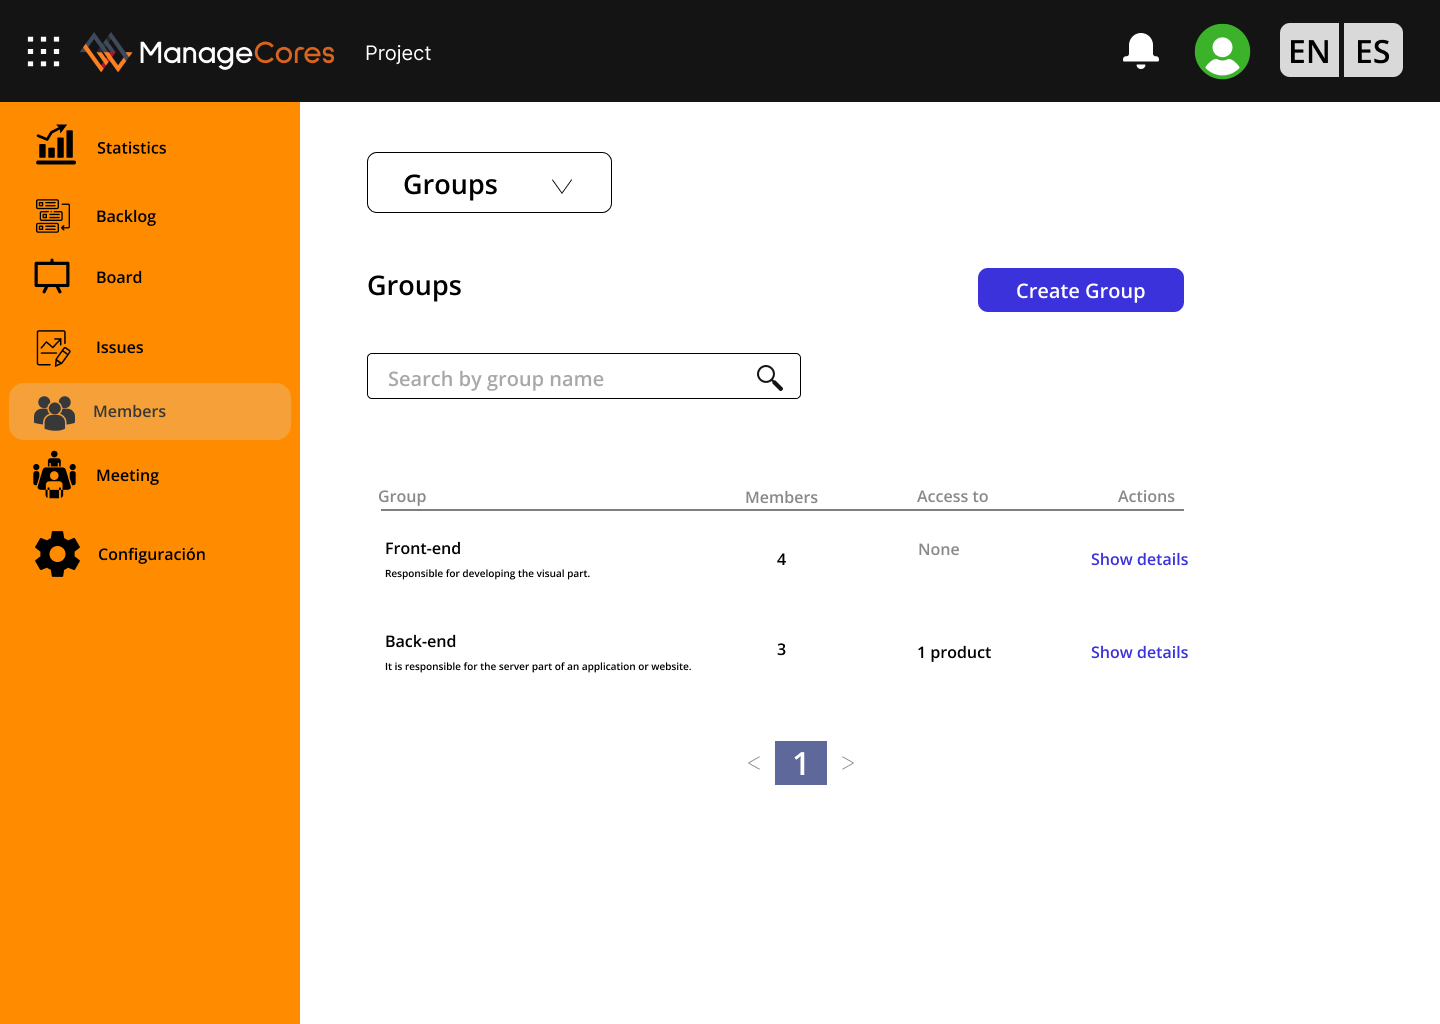 ManageCores Project EN ES
Statistics
Backlog
Board
Issues
Members
Meeting
Configuración
Groups
Groups
Create Group
Search by group name
Group Members Access to Actions
Front-end 4 None Show details
Responsible for developing the visual part.
Back-end 3 1 product Show details
It is responsible for the server part of an application or website.
< 1 >